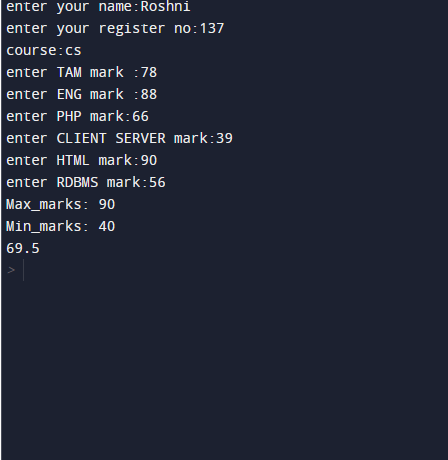 enter your name:Roshni
enter your register no:137
course:cs
enter TAM mark :78
enter ENG mark :88
enter PHP mark:66
enter CLIENT SERVER mark:39
enter HTML mark:90
enter RDBMS mark:56
Max_marks: 90
Min_marks: 40
69.5
>